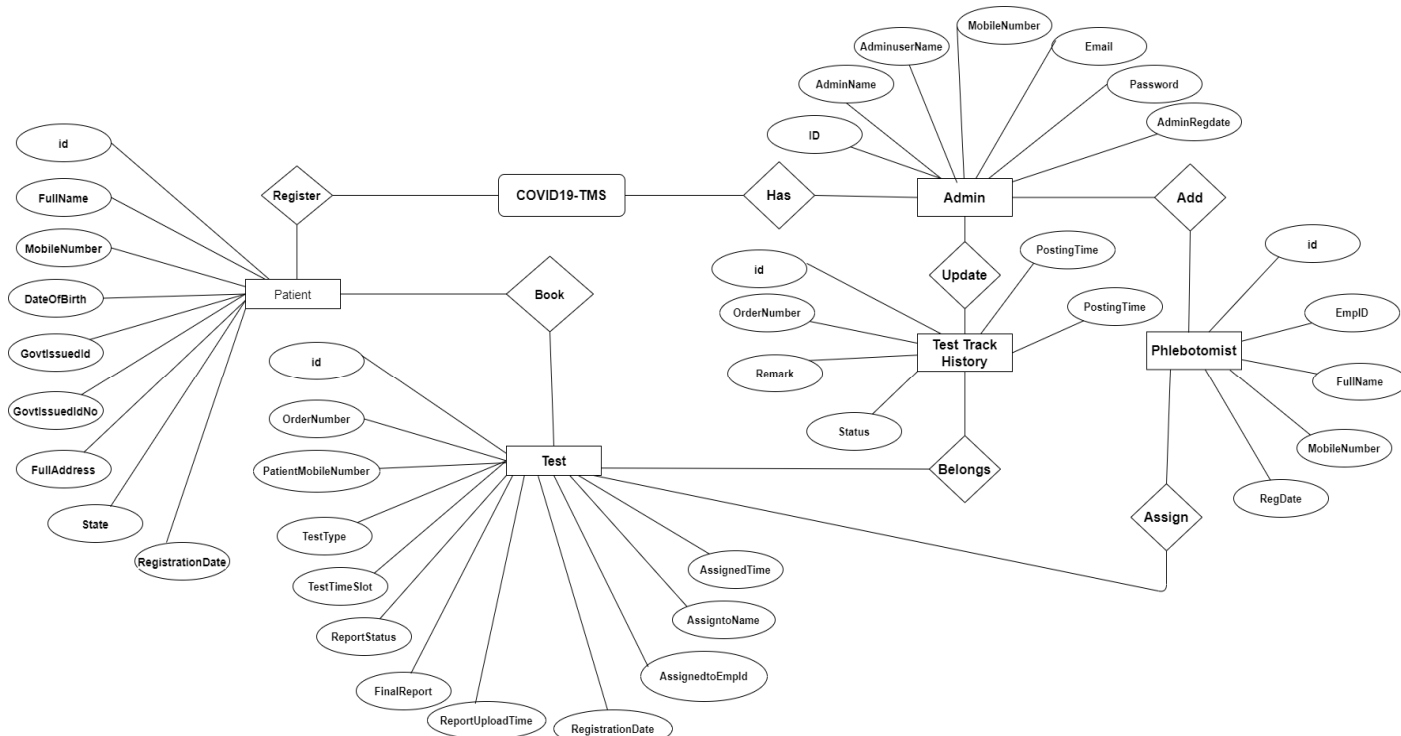 MobileNumber
AdminuserName
Email
AdminName
Password
AdminRegdate
ID
id
Register
COVID19-TMS
Has
Admin
Add
FullName
MobileNumber
DateOfBirth
GovtIssuedId
GovtIssuedIdNo
FullAddress
State
RegistrationDate
Patient
Book
Update
id
OrderNumber
Remark
Status
PostingTime
PostingTime
Test Track
History
Phlebotomist
id
EmpID
FullName
MobileNumber
RegDate
id
OrderNumber
PatientMobileNumber
Test
Belongs
Assign
TestType
TestTimeSlot
ReportStatus
FinalReport
ReportUploadTime
RegistrationDate
AssignedtoEmpId
AssigntoName
AssignedTime